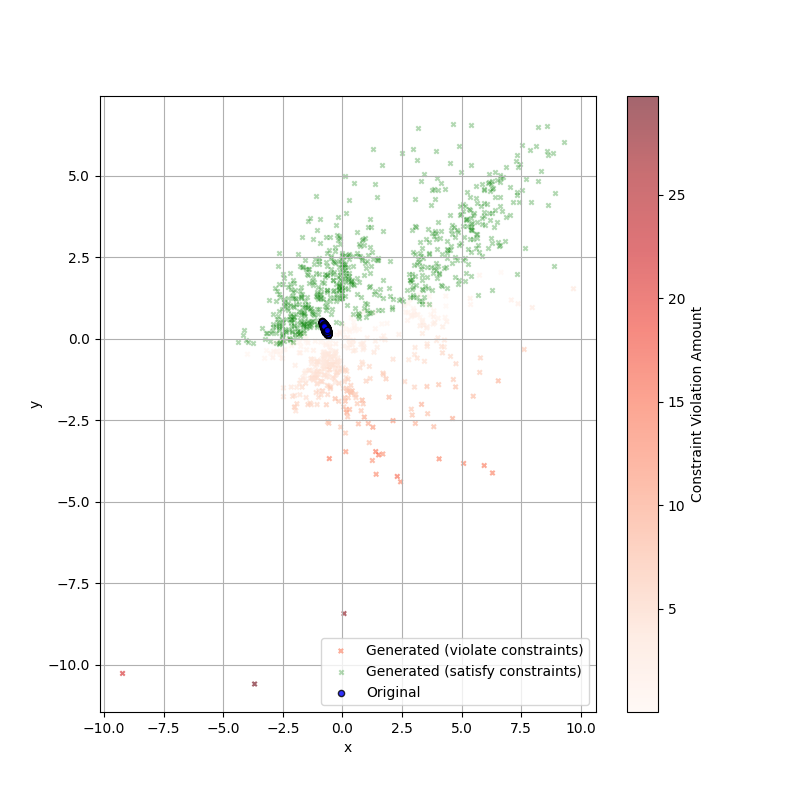 5.0
2.5
0.0
−2.5
−5.0
−7.5
−10.0
y
−10.0 −7.5 −5.0 −2.5 0.0 2.5 5.0 7.5 10.0
x
Generated (violate constraints)
Generated (satisfy constraints)
Original
25
20
15
10
5
Constraint Violation Amount